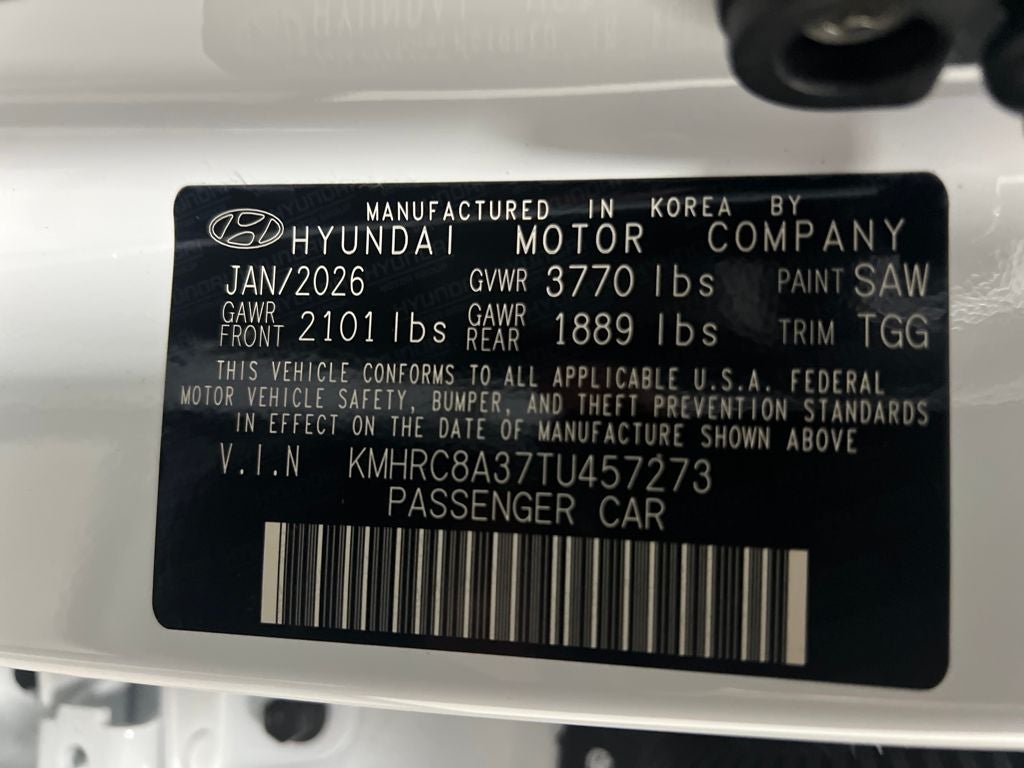 MANUFACTURED IN KOREA BY
HYUNDAI MOTOR COMPANY
JAN/2026 GVWR 3770 lbs PAINT SAW
GAWR FRONT 2101 lbs GAWR REAR 1889 lbs TRIM TGG
THIS VEHICLE CONFORMS TO ALL APPLICABLE U.S.A. FEDERAL
MOTOR VEHICLE SAFETY, BUMPER, AND THEFT PREVENTION STANDARDS
IN EFFECT ON THE DATE OF MANUFACTURE SHOWN ABOVE
V.I.N KMHRC8A37TU457273
PASSENGER CAR